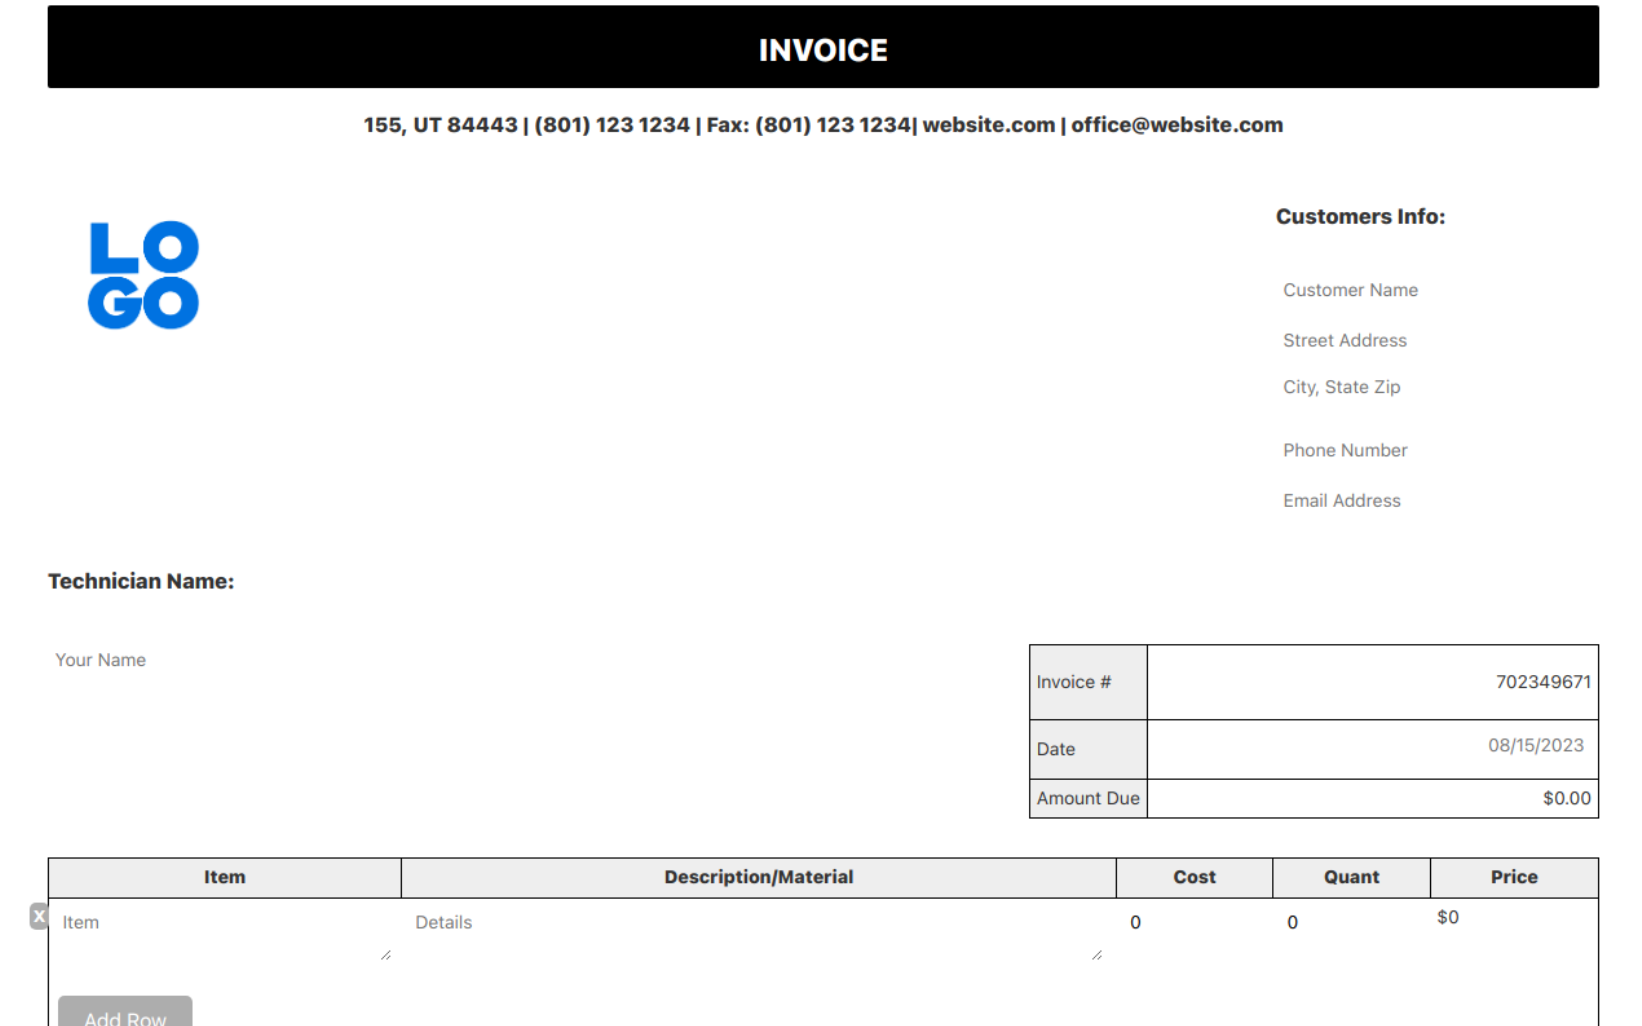 INVOICE
155, UT 84443 | (801) 123 1234 | Fax: (801) 123 1234| website.com | office@website.com
LO
GO
Customers Info:
Customer Name
Street Address
City, State Zip
Phone Number
Email Address
Technician Name:
Your Name
Invoice # 702349671
Date 08/15/2023
Amount Due $0.00
Item Description/Material Cost Quant Price
X Item Details 0 0 $0
Add Row